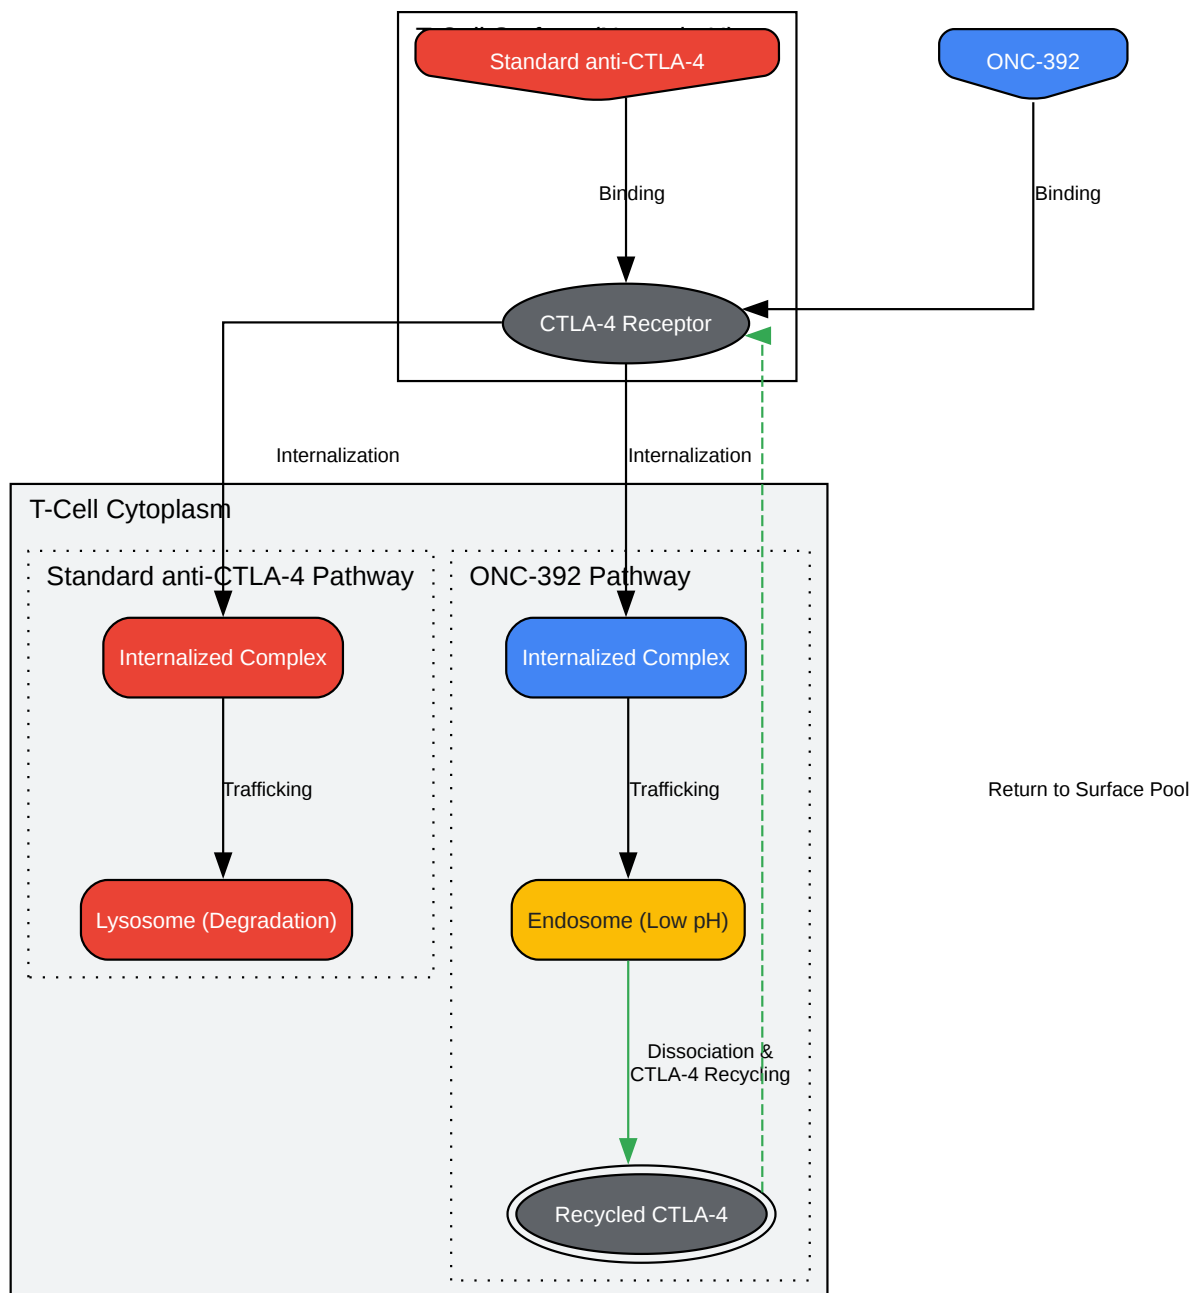 Standard anti-CTLA-4
ONC-392
Binding
Binding
CTLA-4 Receptor
Internalization
Internalization
T-Cell Cytoplasm
Standard anti-CTLA-4 Pathway
ONC-392 Pathway
Internalized Complex
Internalized Complex
Trafficking
Trafficking
Return to Surface Pool
Lysosome (Degradation)
Endosome (Low pH)
Dissociation &
CTLA-4 Recycling
Recycled CTLA-4